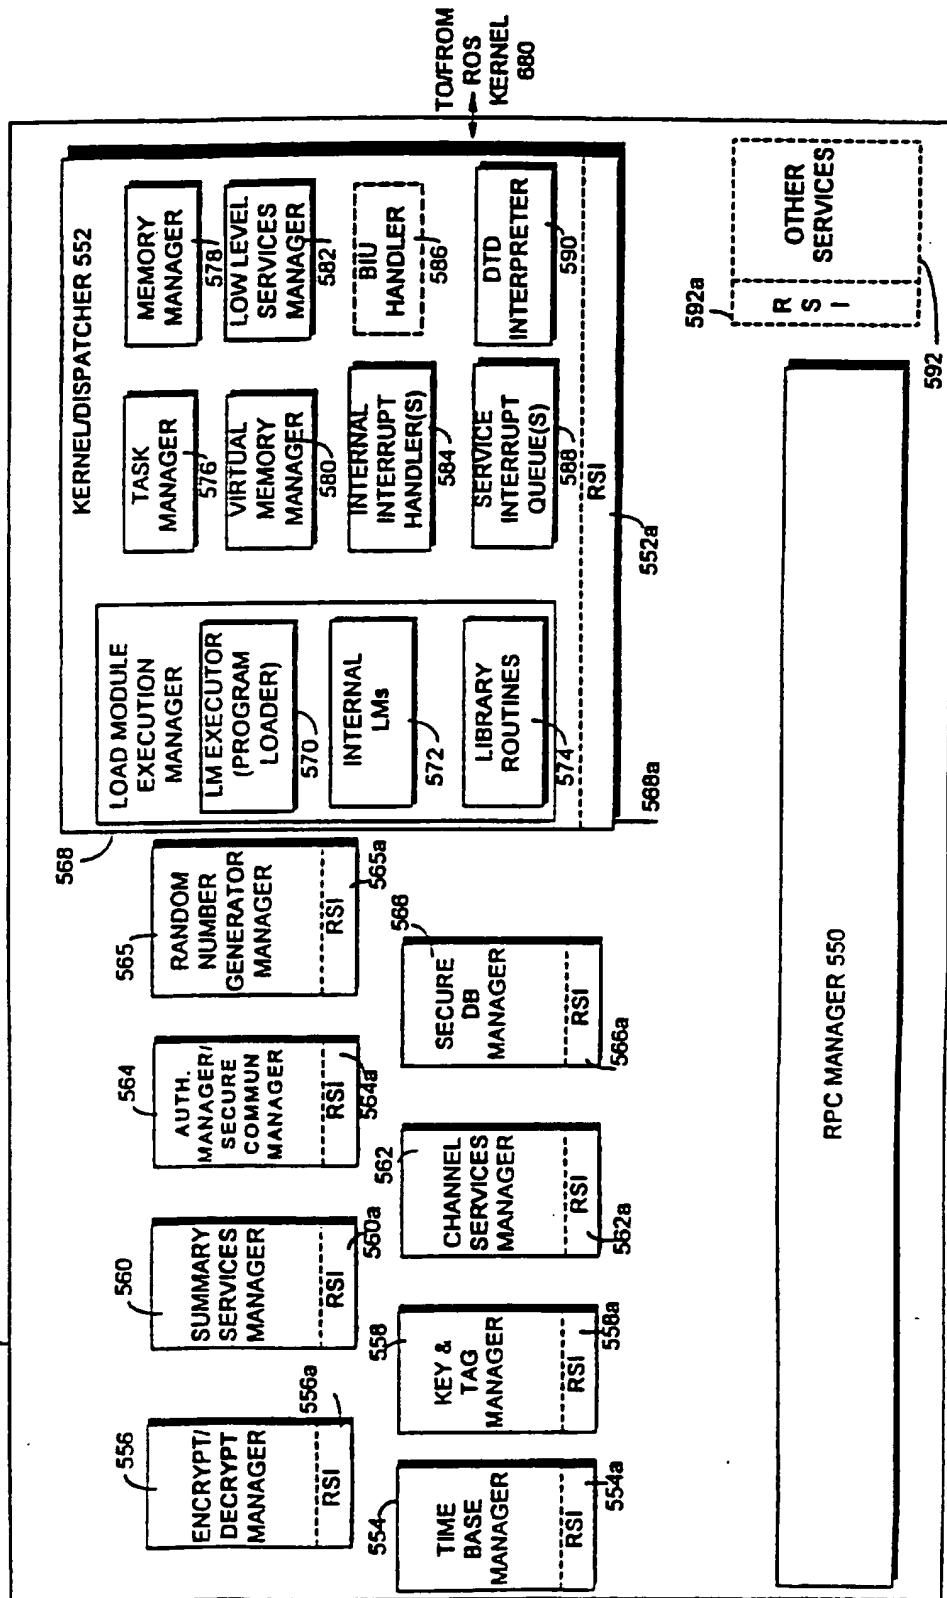 KERNEL/DISPATCHER 552
LOAD MODULE
EXECUTION
MANAGER
LM EXECUTOR
(PROGRAM
LOADER)
570
INTERNAL
LMs
572
LIBRARY
ROUTINES
574
568
568a
TASK
MANAGER
576
MEMORY
MANAGER
578
VIRTUAL
MEMORY
MANAGER
580
LOW LEVEL
SERVICES
MANAGER
582
INTERNAL
INTERRUPT
HANDLER(S)
584
BIU
HANDLER
586
SERVICE
INTERRUPT
QUEUE(S)
588
DTD
INTERPRETER
590
RSI
552a
TO/FROM
ROS
KERNEL
680
556
ENCRYPT/
DECRYPT
MANAGER
RSI
556a
560
SUMMARY
SERVICES
MANAGER
RSI
560a
564
AUTH.
MANAGER/
SECURE
COMMUN
MANAGER
RSI
564a
565
RANDOM
NUMBER
GENERATOR
MANAGER
RSI
565a
554
TIME
BASE
MANAGER
RSI
554a
558
KEY &
TAG
MANAGER
RSI
558a
562
CHANNEL
SERVICES
MANAGER
RSI
562a
566
SECURE
DB
MANAGER
RSI
566a
RPC MANAGER 550
592a
R
S
I
OTHER
SERVICES
592